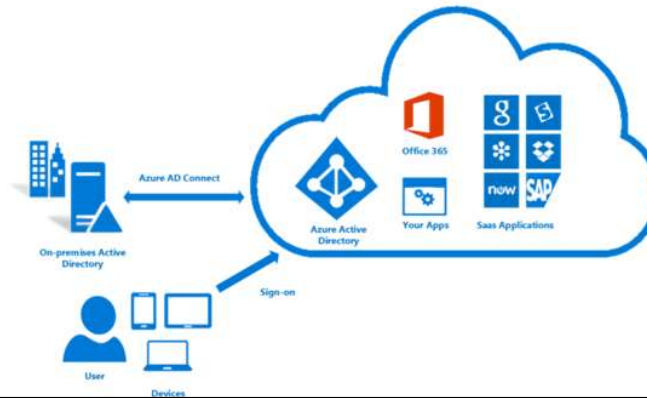 Office 365
8
now
SAP
Azure AD Connect
Azure Active
Directory
Your Apps
Saas Applications
On-premises Active
Directory
Sign-on
User
Devices